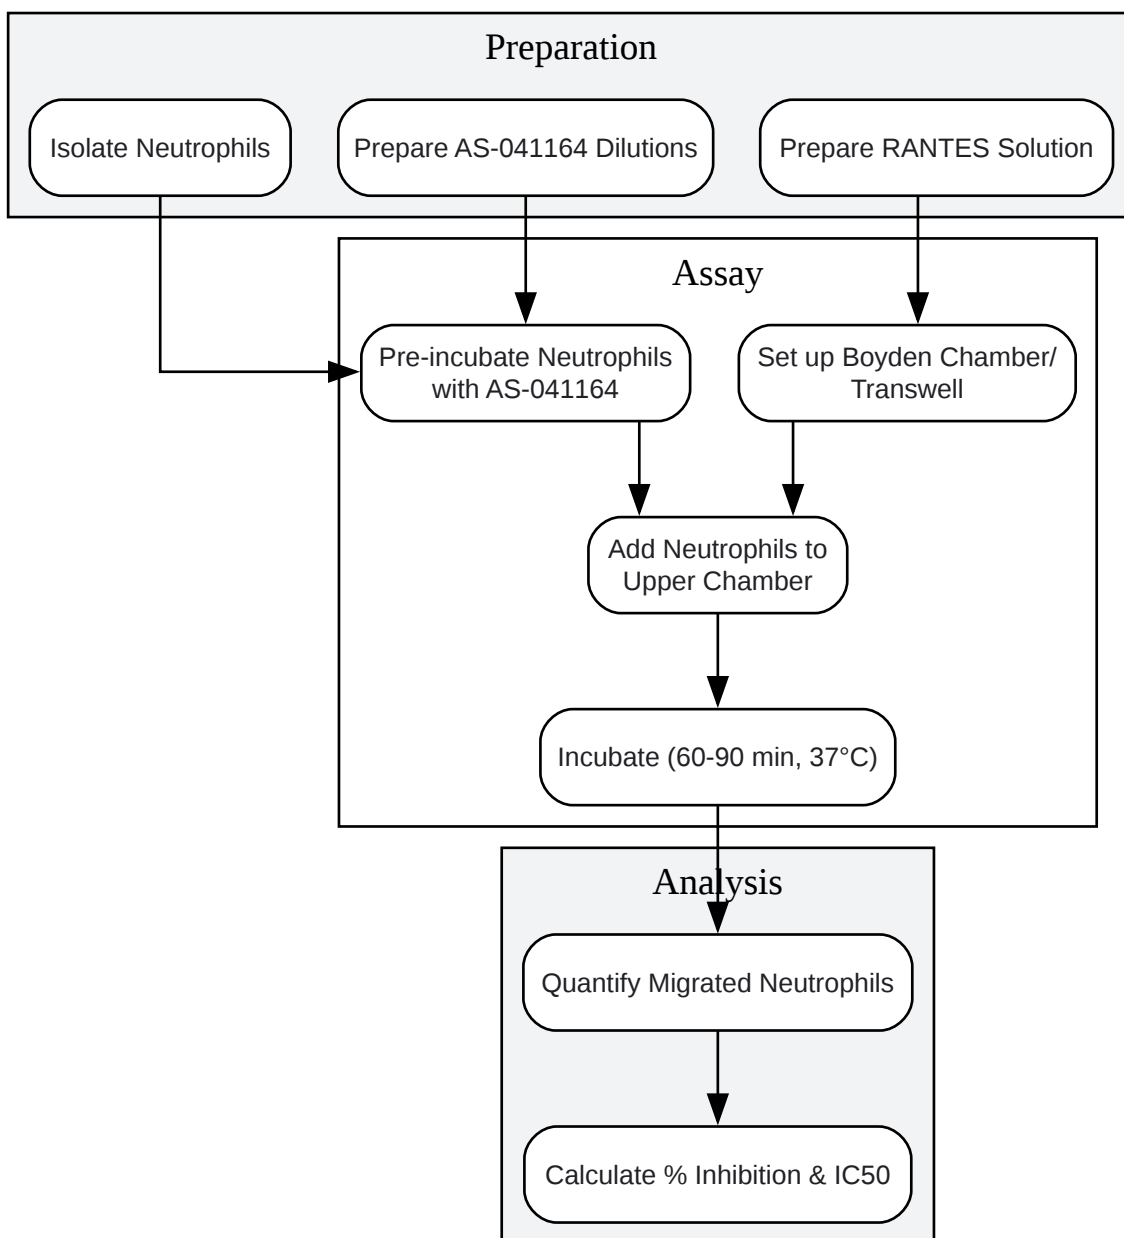 Preparation
Isolate Neutrophils
Prepare AS-041164 Dilutions
Prepare RANTES Solution
Assay
Pre-incubate Neutrophils
with AS-041164
Set up Boyden Chamber/
Transwell
Add Neutrophils to
Upper Chamber
Incubate (60-90 min, 37°C)
Analysis
Quantify Migrated Neutrophils
Calculate % Inhibition & IC50